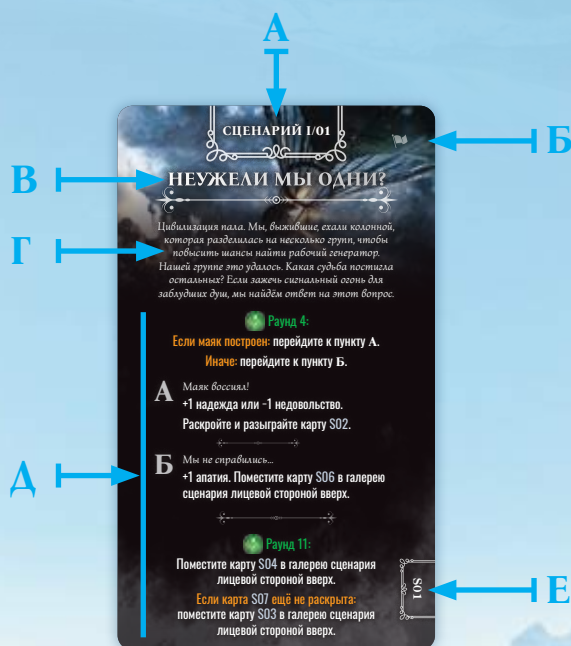 А
СЦЕНАРИЙ I/01
Б
В
НЕУЖЕЛИ МЫ ОДНИ?
Г
Цивилизация пала. Мы, выжившие, ехали колонной,
которая разделилась на несколько групп, чтобы
повысить шансы найти рабочий генератор.
Нашей группе это удалось. Какая судьба постигла
остальных? Если зажечь сигнальный огонь для
заблудших душ, мы найдём ответ на этот вопрос.
Раунд 4:
Если маяк построен: перейдите к пункту А.
Иначе: перейдите к пункту Б.
А Маяк воссиял!
+1 надежда или -1 недовольство.
Раскройте и разыграйте карту S02.
Б Мы не справились...
+1 апатия. Поместите карту S06 в галерею
сценария лицевой стороной вверх.
Д
Раунд 11:
Поместите карту S04 в галерею сценария
лицевой стороной вверх.
Если карта S07 ещё не раскрыта:
поместите карту S03 в галерею сценария
лицевой стороной вверх.
S01
Е